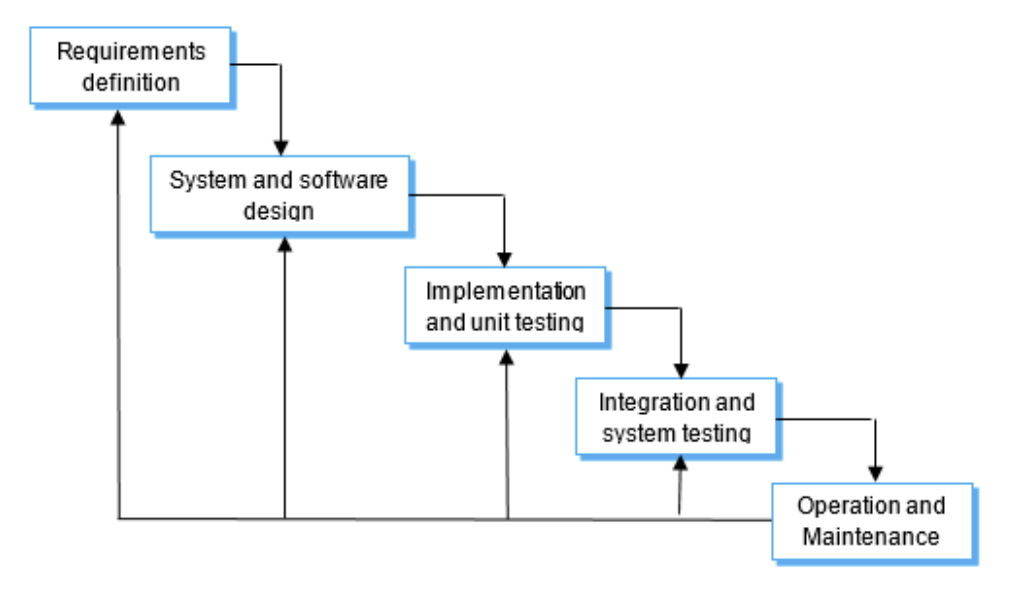 Requirements
definition
System and software
design
Implementation
and unit testing
Integration and
system testing
Operation and
Maintenance